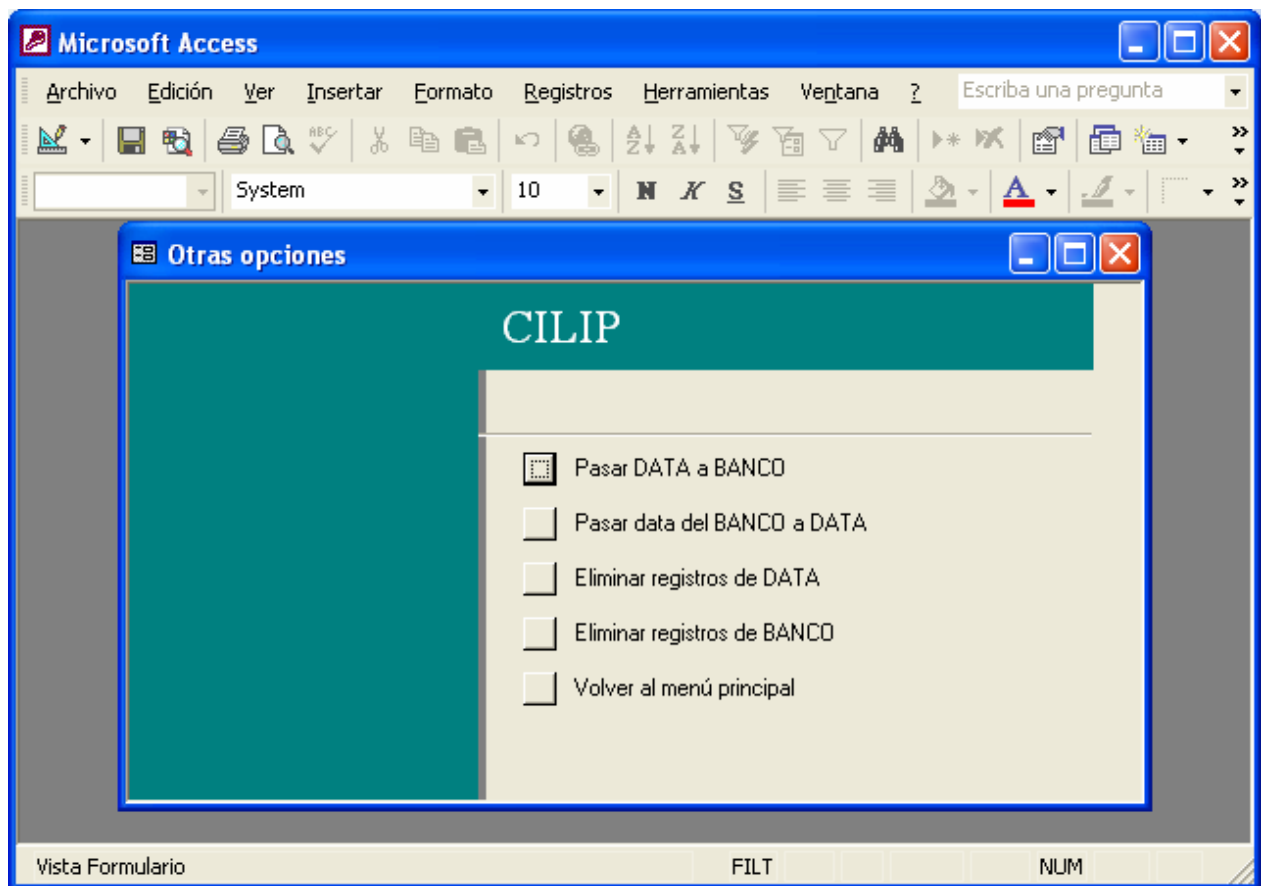 Microsoft Access
Archivo Edición Ver Insertar Formato Registros Herramientas Ventana ? Escriba una pregunta
System 10 N K S
Otras opciones
CILIP
Pasar DATA a BANCO
Pasar data del BANCO a DATA
Eliminar registros de DATA
Eliminar registros de BANCO
Volver al menú principal
Vista Formulario FILT NUM